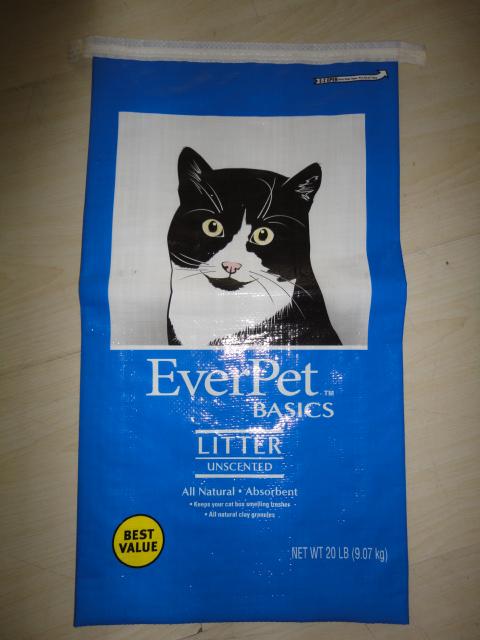 EverPet™
BASICS
LITTER
UNSCENTED
All Natural • Absorbent
• Keeps your cat box smelling fresher
• All natural clay granules
BEST
VALUE
NET WT 20 LB (9.07 kg)